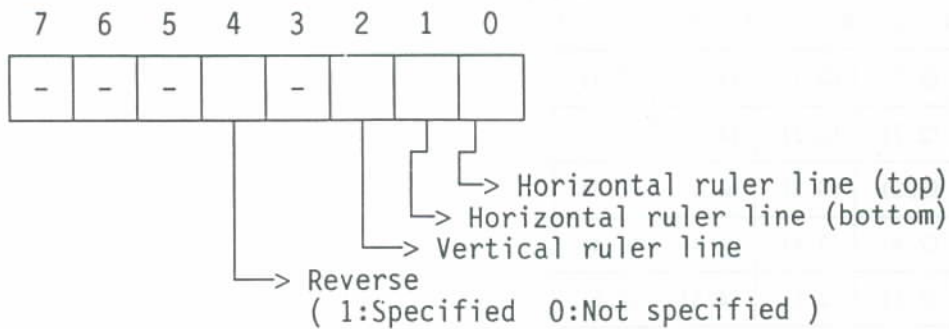 7 6 5 4 3 2 1 0
- - - -
Horizontal ruler line (top)
Horizontal ruler line (bottom)
Vertical ruler line
Reverse
( 1:Specified 0:Not specified )